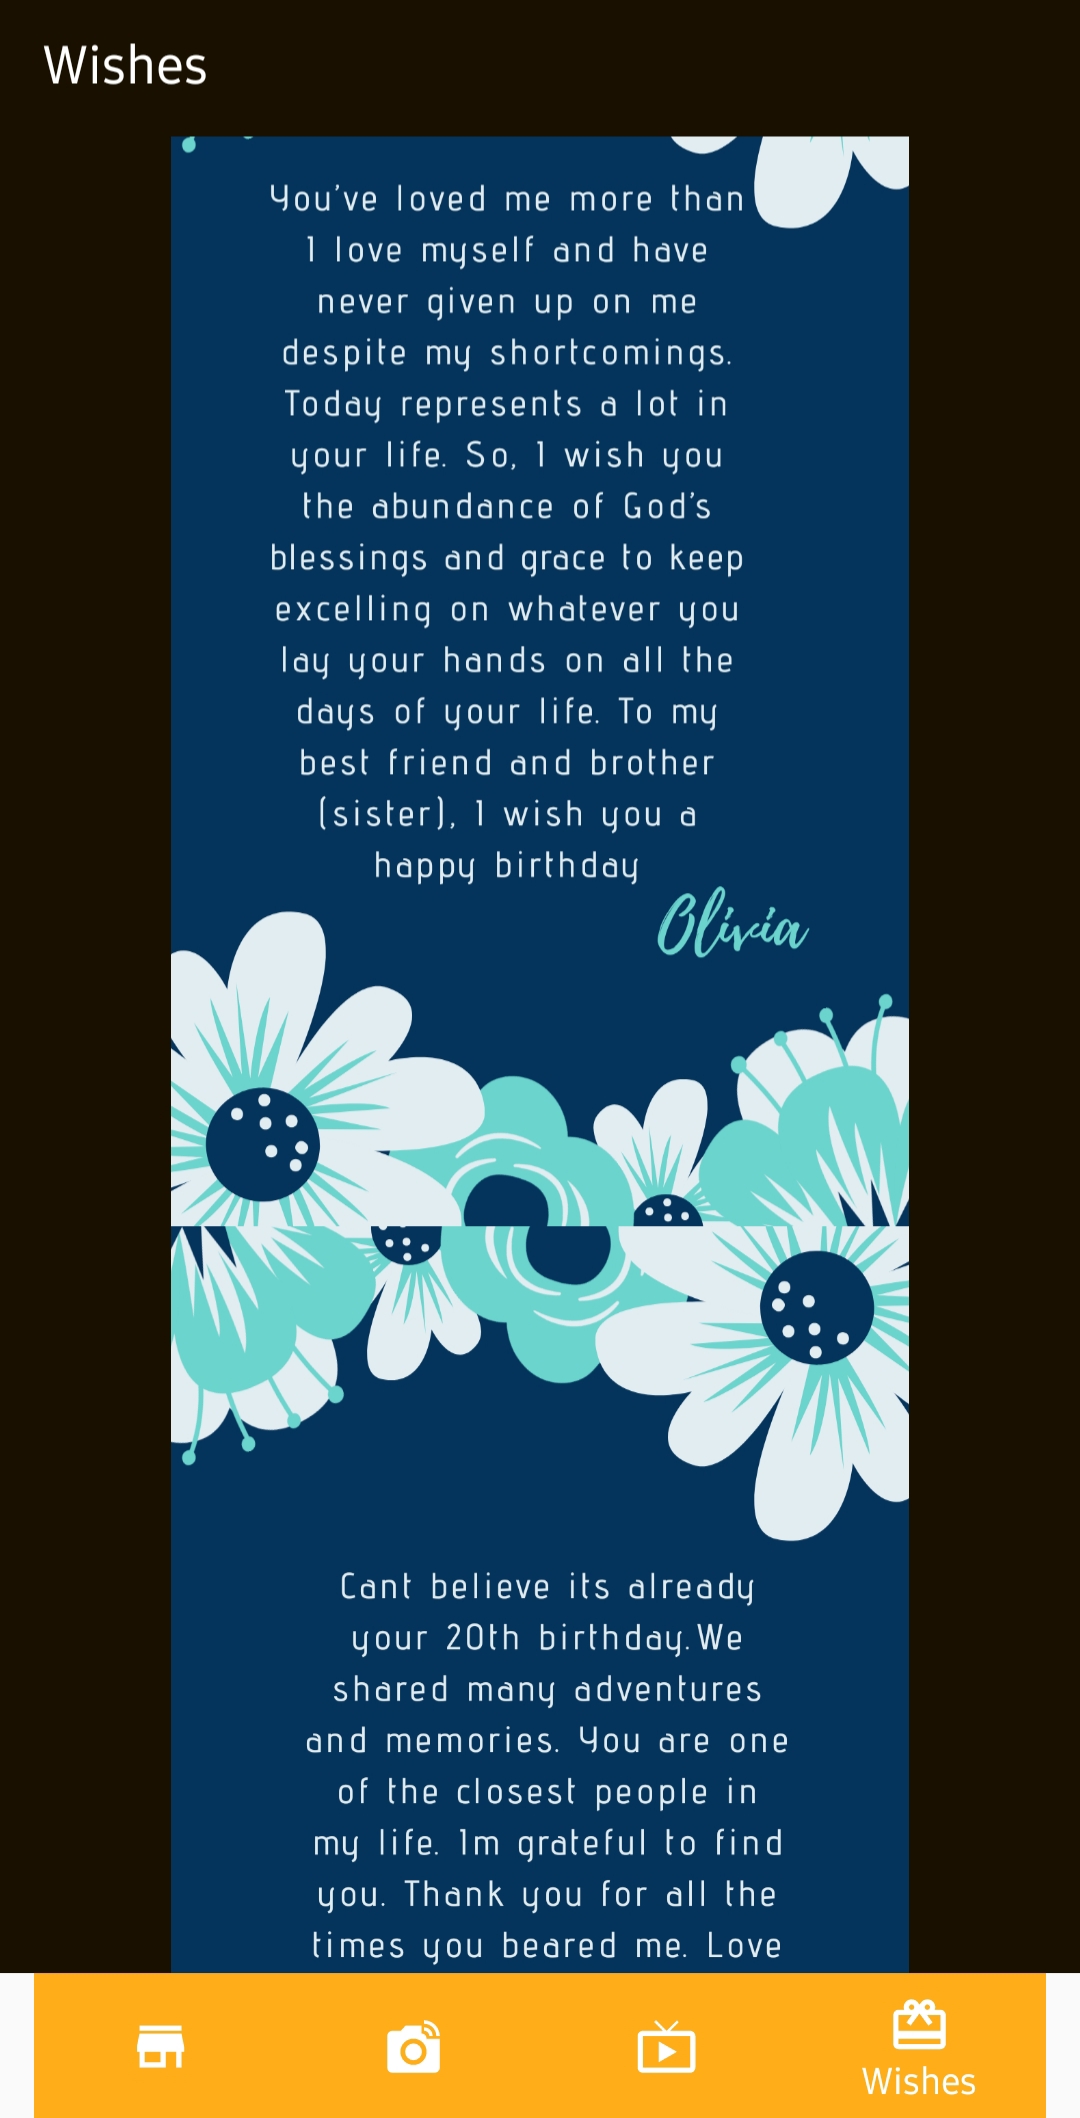 Wishes
You've loved me more than
I love myself and have
never given up on me
despite my shortcomings.
Today represents a lot in
your life. So, I wish you
the abundance of God's
blessings and grace to keep
excelling on whatever you
lay your hands on all the
days of your life. To my
best friend and brother
(sister), I wish you a
happy birthday
Olivia
Cant believe its already
your 20th birthday.We
shared many adventures
and memories. You are one
of the closest people in
my life. Im grateful to find
you. Thank you for all the
times you beared me. Love
Wishes